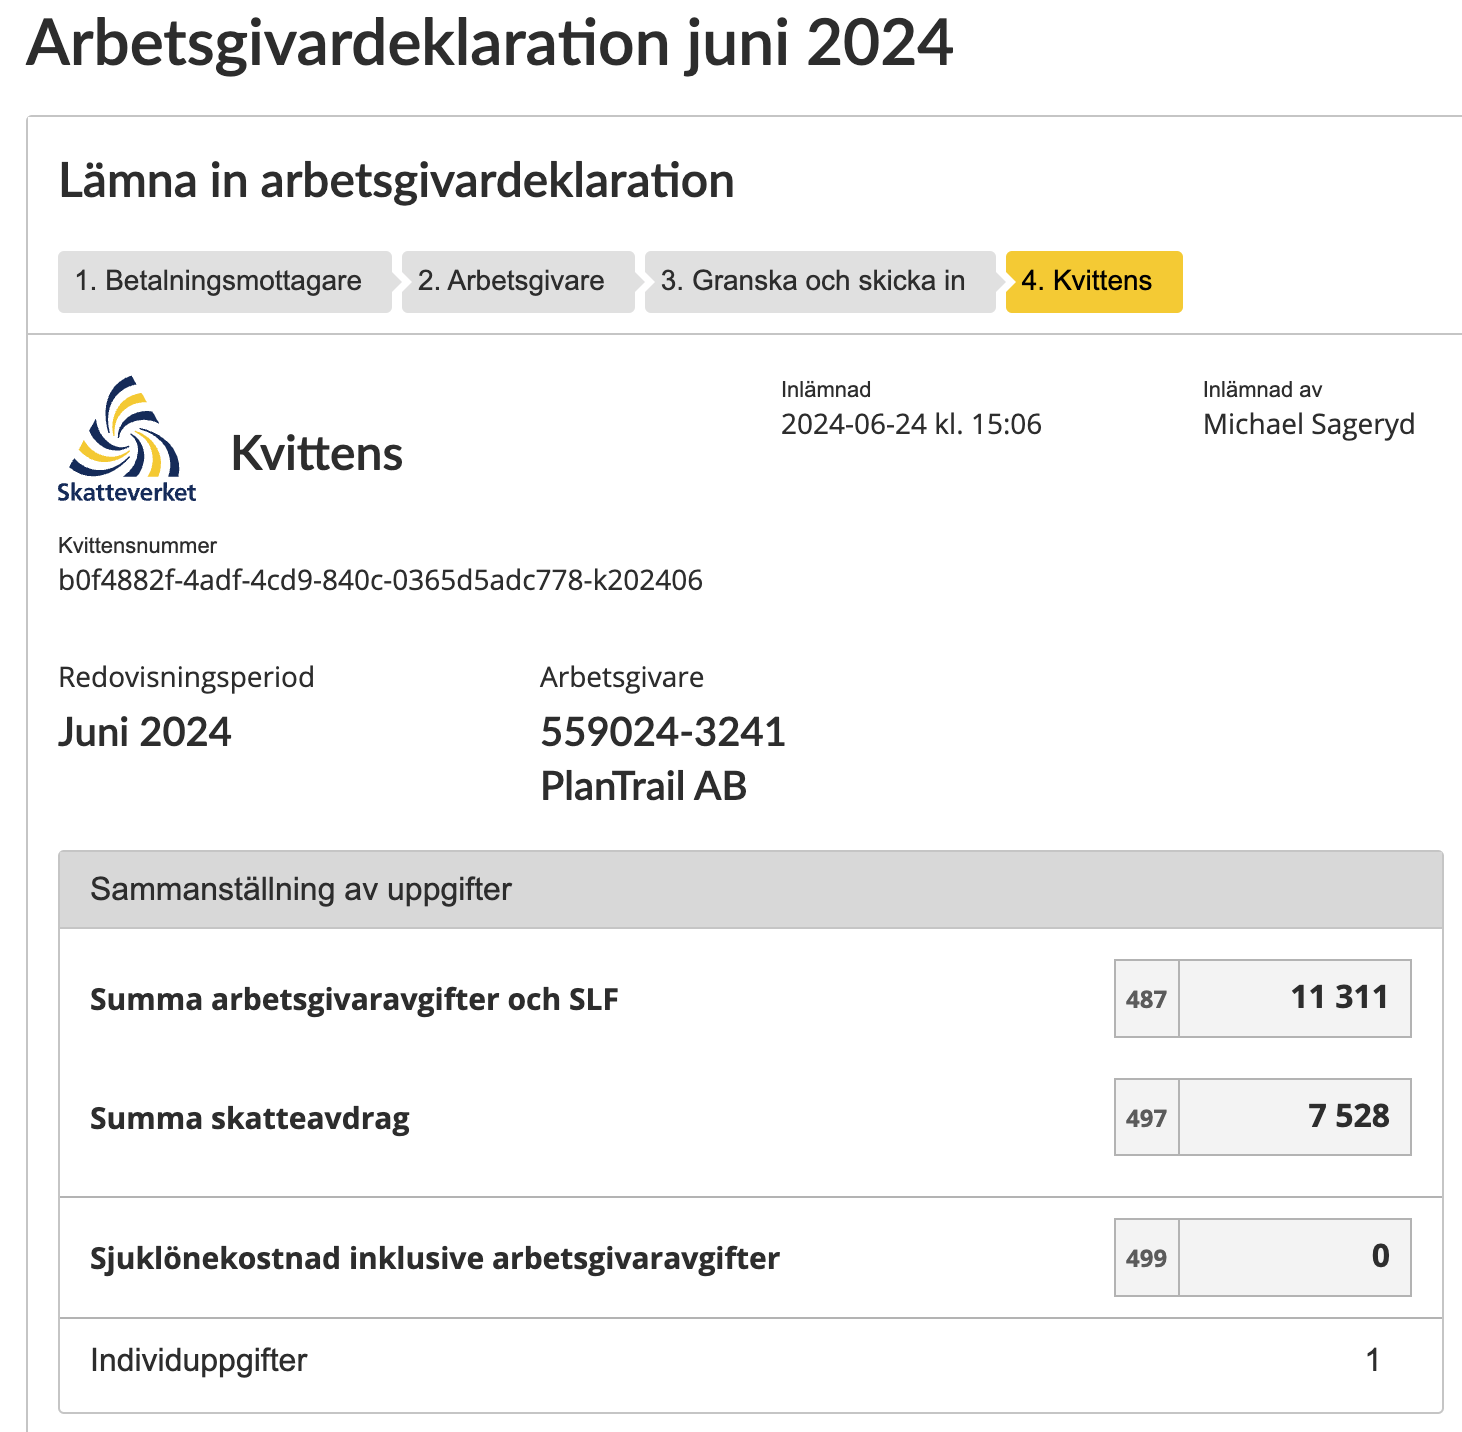 Arbetsgivardeklaration juni 2024
Lämna in arbetsgivardeklaration
1. Betalningsmottagare
2. Arbetsgivare
3. Granska och skicka in
4. Kvittens
Skatteverket
Kvittens
Inlämnad
2024-06-24 kl. 15:06
Inlämnad av
Michael Sageryd
Kvittensnummer
b0f4882f-4adf-4cd9-840c-0365d5adc778-k202406
Redovisningsperiod
Juni 2024
Arbetsgivare
559024-3241
PlanTrail AB
Sammanställning av uppgifter
Summa arbetsgivaravgifter och SLF 487 11 311
Summa skatteavdrag 497 7 528
Sjuklönekostnad inklusive arbetsgivaravgifter 499 0
Individuppgifter 1